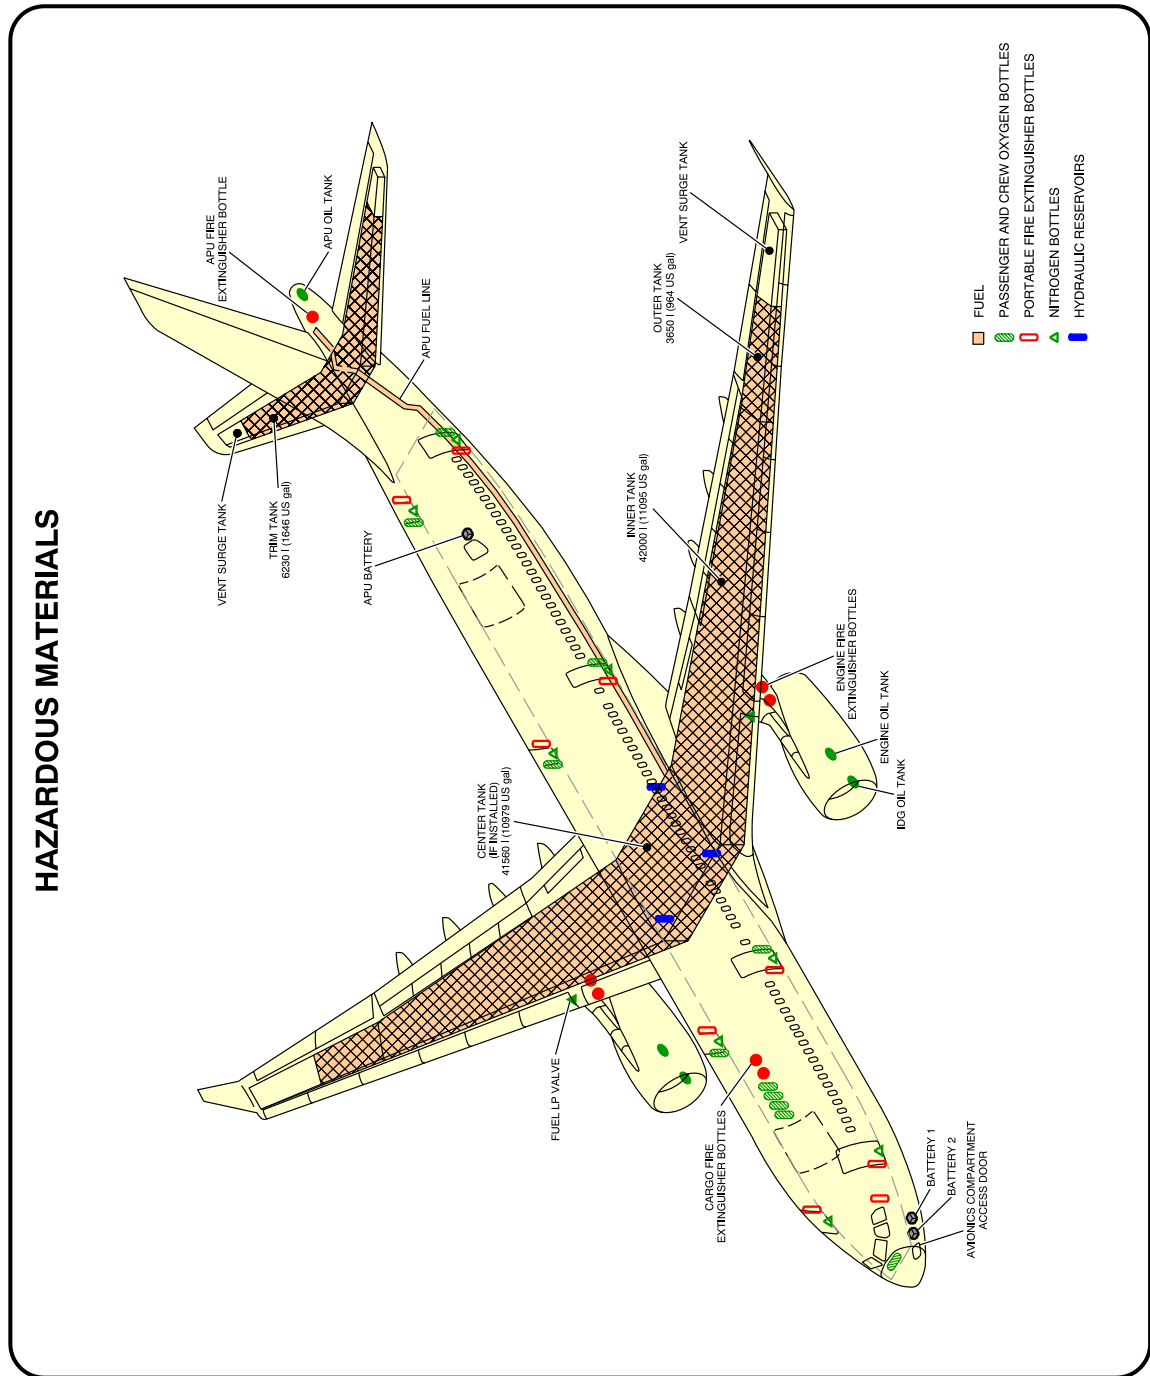 HAZARDOUS MATERIALS
APU FIRE
EXTINGUISHER BOTTLE
APU OIL TANK
APU FUEL LINE
VENT SURGE TANK
TRIM TANK
6230 l (1646 US gal)
APU BATTERY
VENT SURGE TANK
OUTER TANK
3650 l (964 US gal)
INNER TANK
42000 l (11095 US gal)
CENTER TANK
(IF INSTALLED)
41560 l (10979 US gal)
ENGINE FIRE
EXTINGUISHER BOTTLES
ENGINE OIL TANK
IDG OIL TANK
FUEL LP VALVE
CARGO FIRE
EXTINGUISHER BOTTLES
BATTERY 1
BATTERY 2
AVIONICS COMPARTMENT
ACCESS DOOR
FUEL
PASSENGER AND CREW OXYGEN BOTTLES
PORTABLE FIRE EXTINGUISHER BOTTLES
NITROGEN BOTTLES
HYDRAULIC RESERVOIRS